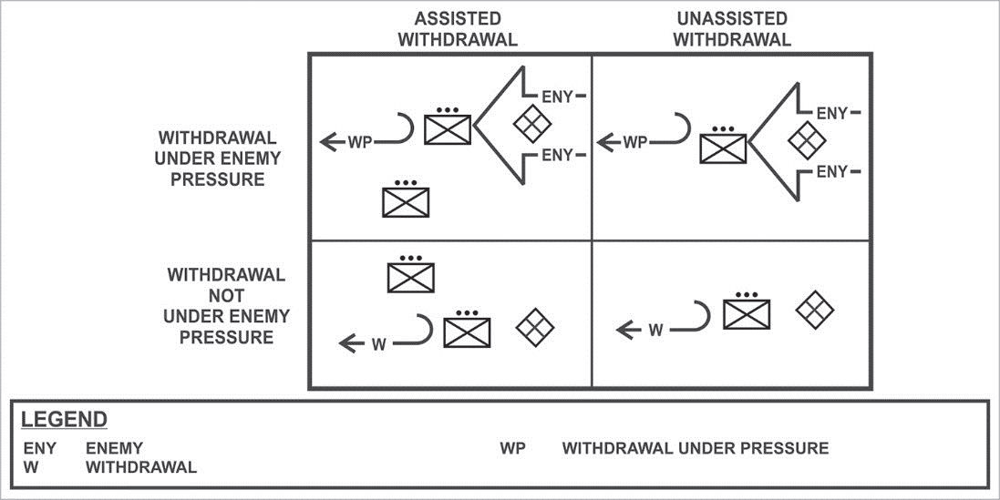 ASSISTED
WITHDRAWAL
UNASSISTED
WITHDRAWAL
WITHDRAWAL
UNDER ENEMY
PRESSURE
WP
ENY
ENY
WP
ENY
ENY
WITHDRAWAL
NOT
UNDER ENEMY
PRESSURE
W
W
LEGEND
ENY ENEMY
W WITHDRAWAL
WP WITHDRAWAL UNDER PRESSURE